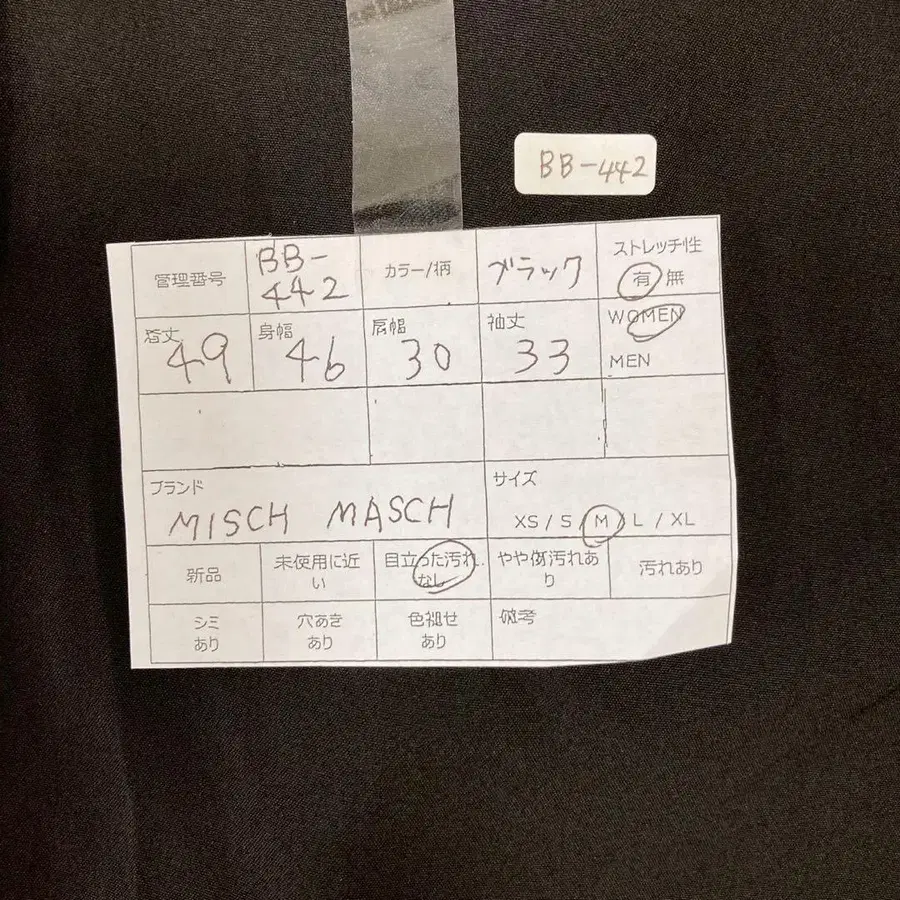 BB-442
管理番号
BB-
442
カラー/柄
ブラック
ストレッチ性
有 無
着丈
49
身幅
46
肩幅
30
袖丈
33
WOMEN
MEN
ブランド
MISCH MASCH
サイズ
XS / S / M / L / XL
新品
未使用に近
い
目立った汚れ
なし
やや傷汚れあ
り
汚れあり
シミ
あり
穴あき
あり
色褪せ
あり
備考